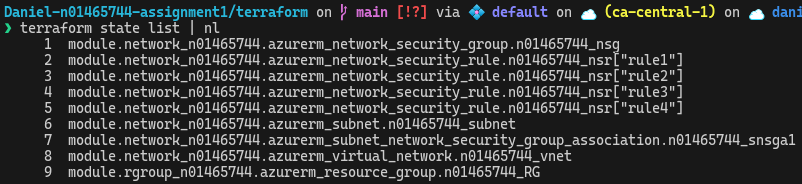 Daniel-n01465744-assignment1/terraform on main [!?] via default on (ca-central-1) on dani
❯ terraform state list | nl
1 module.network_n01465744.azurerm_network_security_group.n01465744_nsg
2 module.network_n01465744.azurerm_network_security_rule.n01465744_nsr["rule1"]
3 module.network_n01465744.azurerm_network_security_rule.n01465744_nsr["rule2"]
4 module.network_n01465744.azurerm_network_security_rule.n01465744_nsr["rule3"]
5 module.network_n01465744.azurerm_network_security_rule.n01465744_nsr["rule4"]
6 module.network_n01465744.azurerm_subnet.n01465744_subnet
7 module.network_n01465744.azurerm_subnet_network_security_group_association.n01465744_snsga1
8 module.network_n01465744.azurerm_virtual_network.n01465744_vnet
9 module.rgroup_n01465744.azurerm_resource_group.n01465744_RG